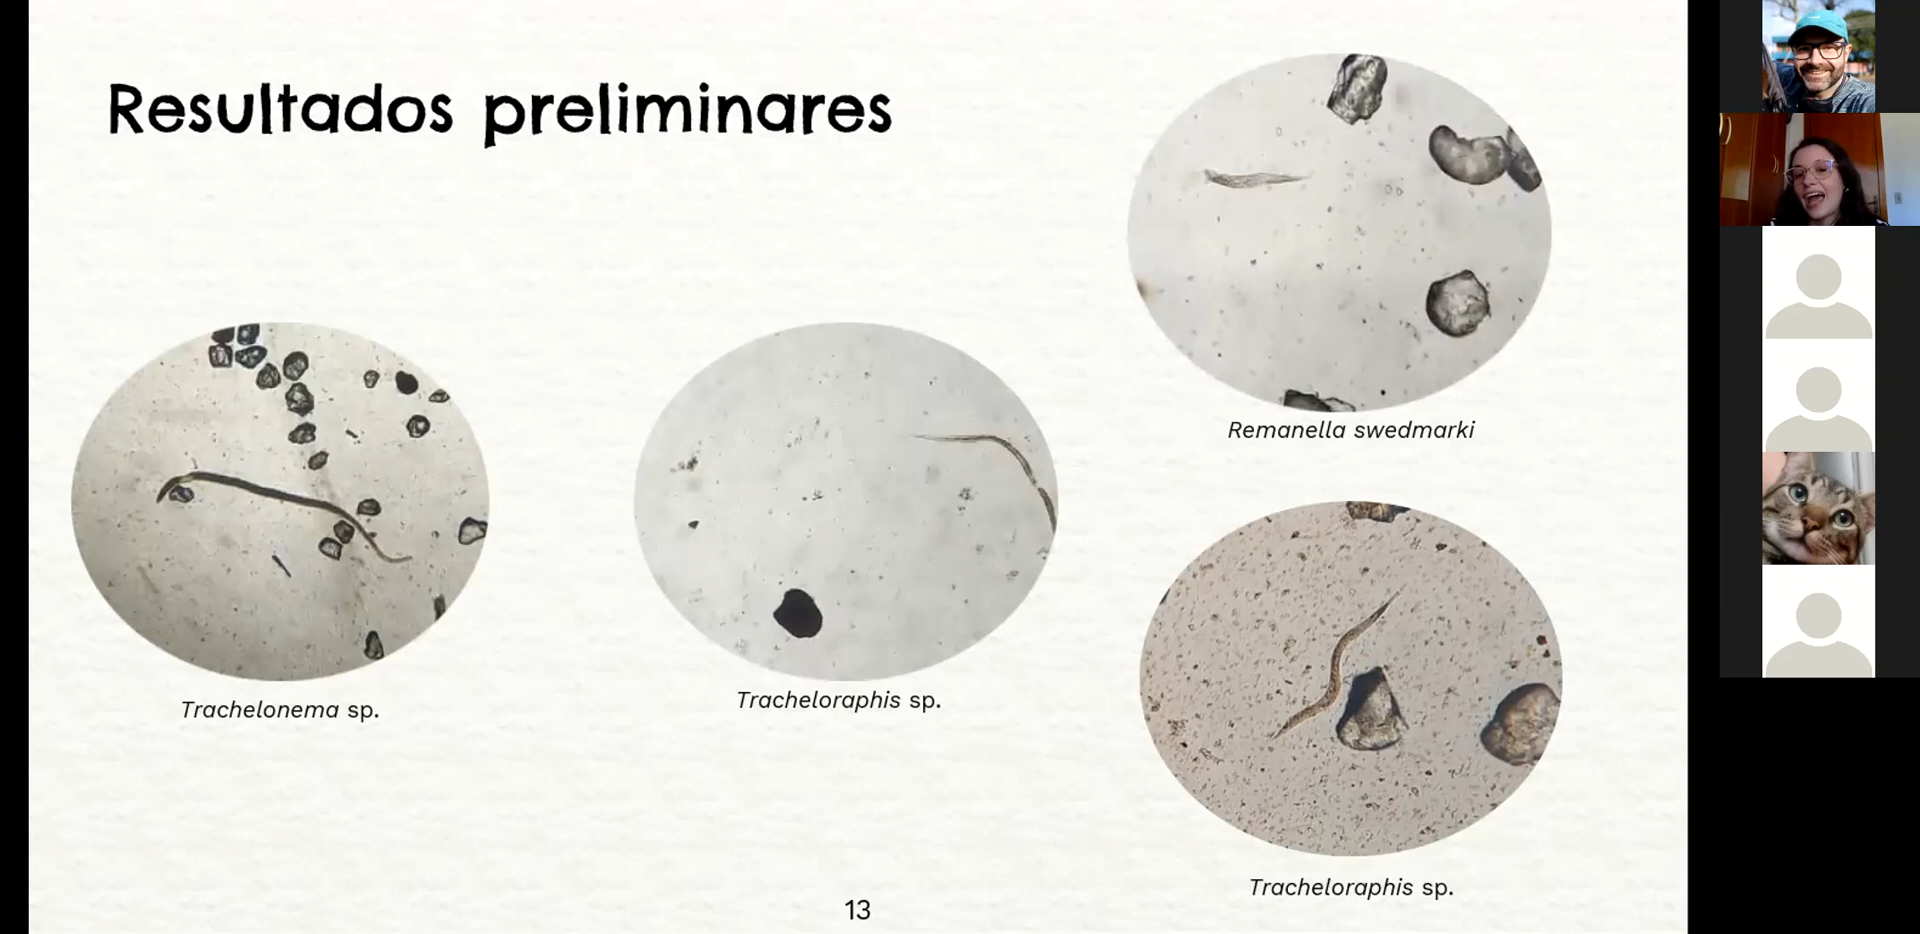 Resultados preliminares
Remanella swedmarki
Trachelonema sp.
Tracheloraphis sp.
Tracheloraphis sp.
13